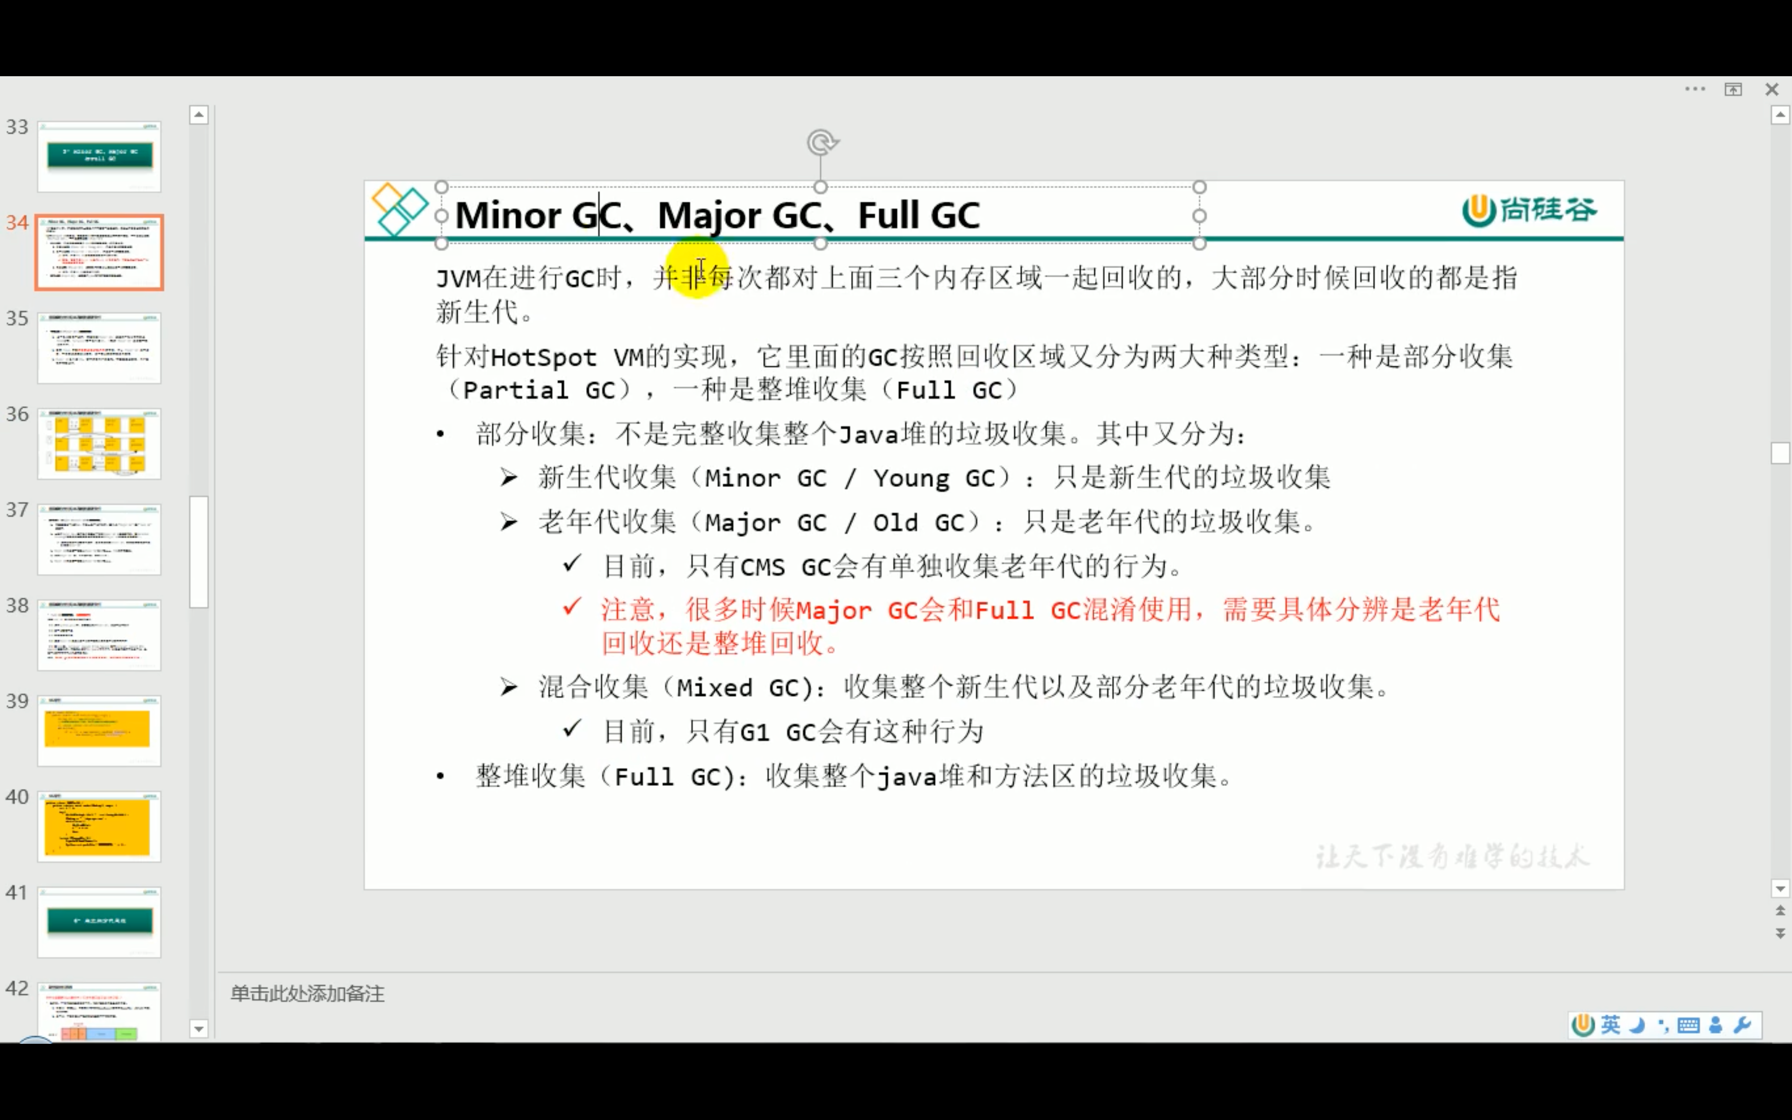 33
34
35
36
37
38
39
40
41
42
Minor GC、Major GC、Full GC
尚硅谷
JVM在进行GC时，并非每次都对上面三个内存区域一起回收的，大部分时候回收的都是指
新生代。
针对HotSpot VM的实现，它里面的GC按照回收区域又分为两大种类型：一种是部分收集
（Partial GC），一种是整堆收集（Full GC）
• 部分收集：不是完整收集整个Java堆的垃圾收集。其中又分为：
➢ 新生代收集（Minor GC / Young GC）：只是新生代的垃圾收集
➢ 老年代收集（Major GC / Old GC）：只是老年代的垃圾收集。
✓ 目前，只有CMS GC会有单独收集老年代的行为。
✓ 注意，很多时候Major GC会和Full GC混淆使用，需要具体分辨是老年代
回收还是整堆回收。
➢ 混合收集（Mixed GC）：收集整个新生代以及部分老年代的垃圾收集。
✓ 目前，只有G1 GC会有这种行为
• 整堆收集（Full GC）：收集整个java堆和方法区的垃圾收集。
让天下没有难学的技术
单击此处添加备注
英